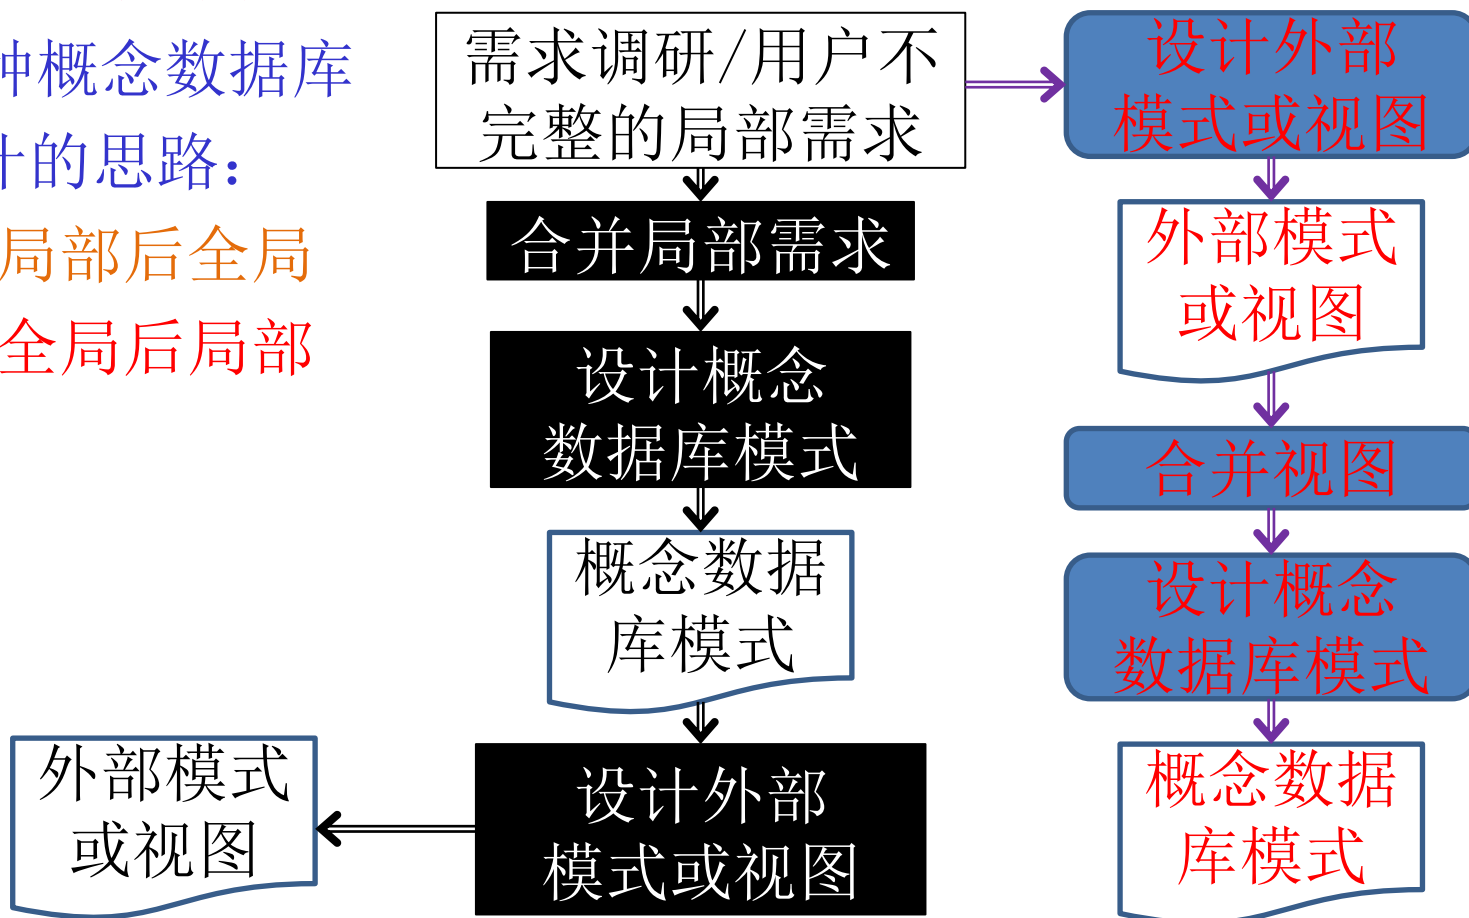 钟概念数据库
计的思路：
局部后全局
全局后局部
需求调研/用户不
完整的局部需求
合并局部需求
设计概念
数据库模式
概念数据
库模式
设计外部
模式或视图
外部模式
或视图
设计外部
模式或视图
外部模式
或视图
合并视图
设计概念
数据库模式
概念数据
库模式